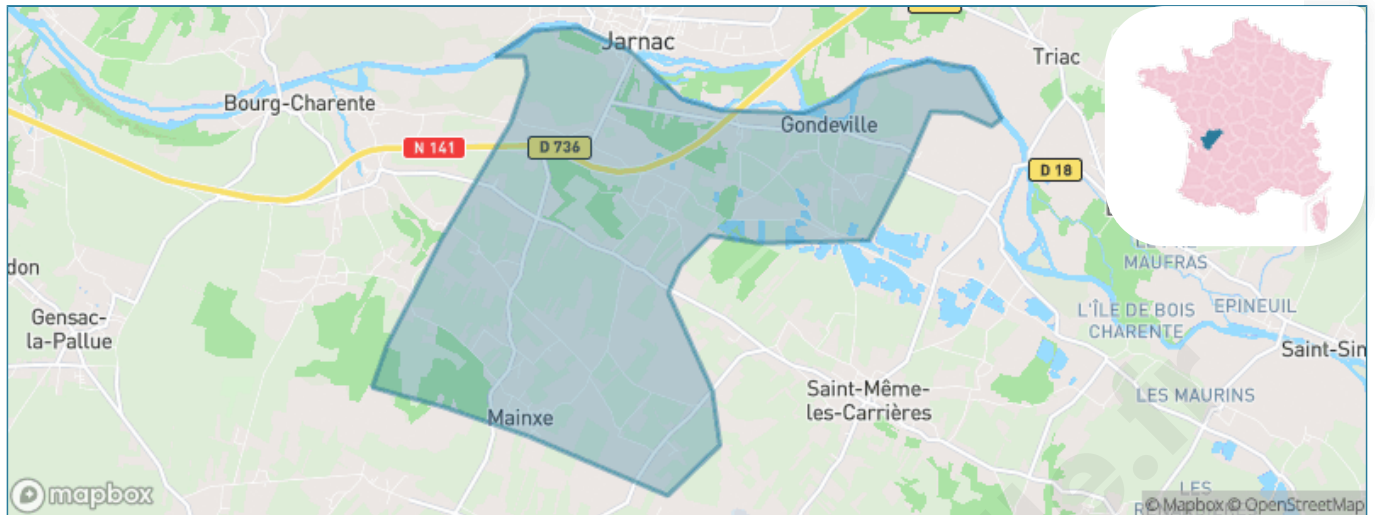 Jarnac
Triac
Bourg-Charente
Gondeville
N 141
D 736
D 18
MAUFRAS
don
L'ÎLE DE BOIS
CHARENTE
EPINEUIL
Gensac-
la-Pallue
Saint-Sin
Saint-Même-
les-Carrières
LES MAURINS
Mainxe
LES
mapbox
© Mapbox © OpenStreetMap